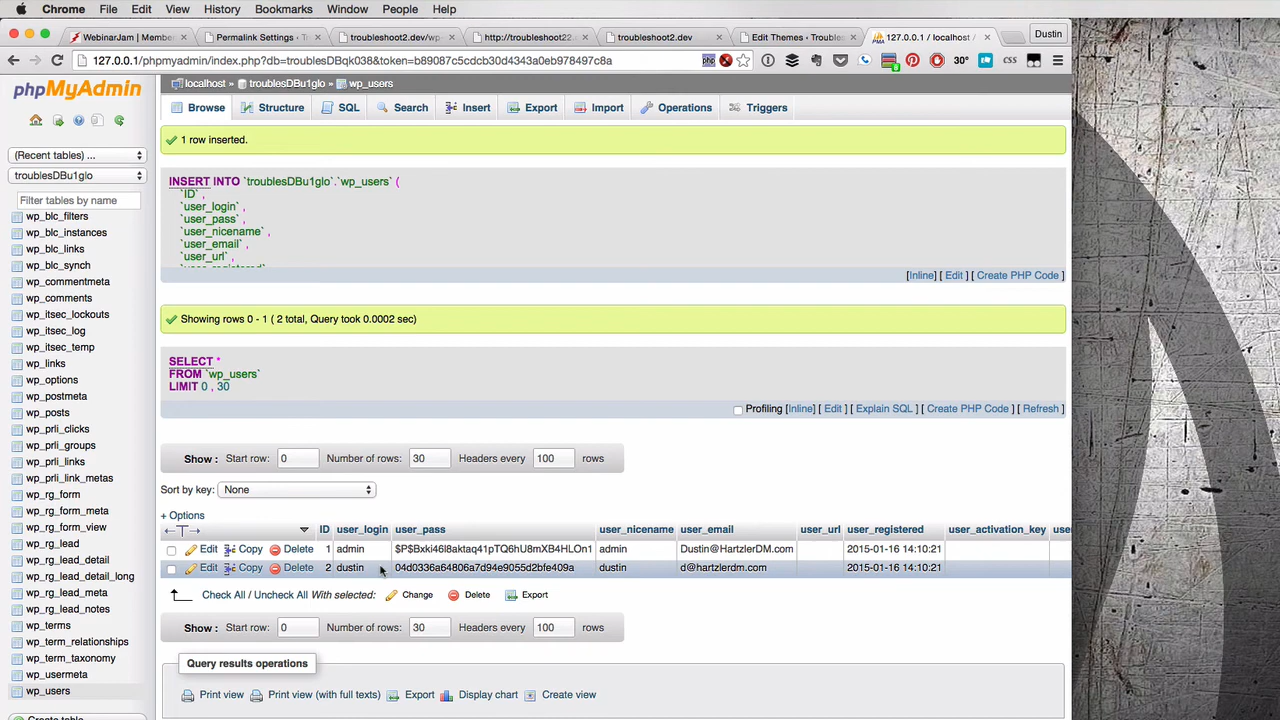 Chrome File Edit View History Bookmarks Window People Help
WebinarJam | Membe
Permalink Settings ‹ Ti
troubleshoot2.dev/wp-
http://troubleshoot22.
troubleshoot2.dev
Edit Themes ‹ Trouble
127.0.0.1 / localhost /
Dustin
127.0.0.1/phpmyadmin/index.php?db=troublesDBqk038&token=b89087c5cdcb30d4343a0eb978497c8a
php
30°
css
phpMyAdmin
(Recent tables) ...
troublesDBu1glo
Filter tables by name
wp_blc_filters
wp_blc_instances
wp_blc_links
wp_blc_synch
wp_commentmeta
wp_comments
wp_itsec_lockouts
wp_itsec_log
wp_itsec_temp
wp_links
wp_options
wp_postmeta
wp_posts
wp_prli_clicks
wp_prli_groups
wp_prli_links
wp_prli_link_metas
wp_rg_form
wp_rg_form_meta
wp_rg_form_view
wp_rg_lead
wp_rg_lead_detail
wp_rg_lead_detail_long
wp_rg_lead_meta
wp_rg_lead_notes
wp_terms
wp_term_relationships
wp_term_taxonomy
wp_usermeta
wp_users
Create table
localhost » troublesDBu1glo » wp_users
Browse Structure SQL Search Insert Export Import Operations Triggers
1 row inserted.
INSERT INTO `troublesDBu1glo`.`wp_users` (
`ID` ,
`user_login` ,
`user_pass` ,
`user_nicename` ,
`user_email` ,
`user_url` ,
`user_registered`
[Inline] [ Edit ] [ Create PHP Code ]
Showing rows 0 - 1 ( 2 total, Query took 0.0002 sec)
SELECT *
FROM `wp_users`
LIMIT 0 , 30
Profiling [Inline] [ Edit ] [ Explain SQL ] [ Create PHP Code ] [ Refresh ]
Show : Start row: 0 Number of rows: 30 Headers every 100 rows
Sort by key: None
+ Options
←T→ ID user_login user_pass user_nicename user_email user_url user_registered user_activation_key user
Edit Copy Delete 1 admin $P$Bxki46l8aktaq41pTQ6hU8mXB4HLOn1 admin Dustin@HartzlerDM.com 2015-01-16 14:10:21
Edit Copy Delete 2 dustin 04d0336a64806a7d94e9055d2bfe409a dustin d@hartzlerdm.com 2015-01-16 14:10:21
Check All / Uncheck All With selected: Change Delete Export
Show : Start row: 0 Number of rows: 30 Headers every 100 rows
Query results operations
Print view Print view (with full texts) Export Display chart Create view